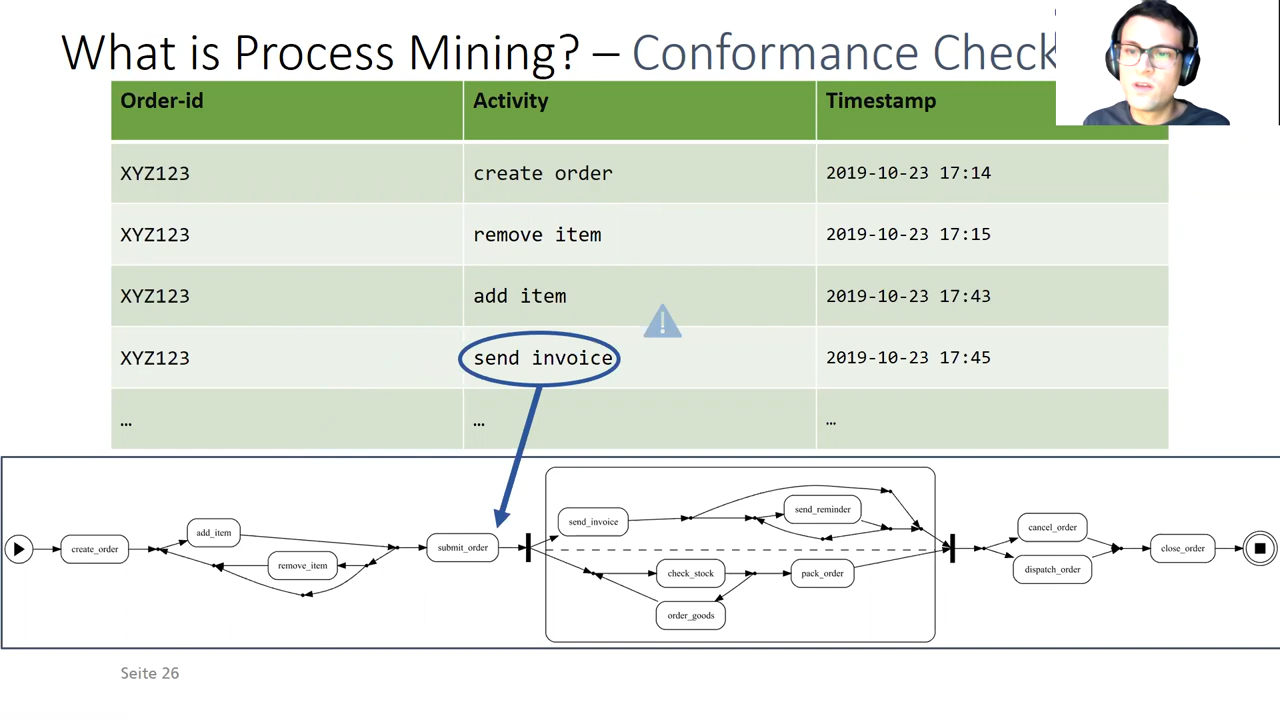 What is Process Mining? – Conformance Check
Order-id Activity Timestamp
XYZ123 create order 2019-10-23 17:14
XYZ123 remove item 2019-10-23 17:15
XYZ123 add item 2019-10-23 17:43
XYZ123 send invoice 2019-10-23 17:45
… … …
send_reminder
send_invoice
cancel_order
add_item
create_order
submit_order
close_order
remove_item
check_stock
pack_order
dispatch_order
order_goods
Seite 26